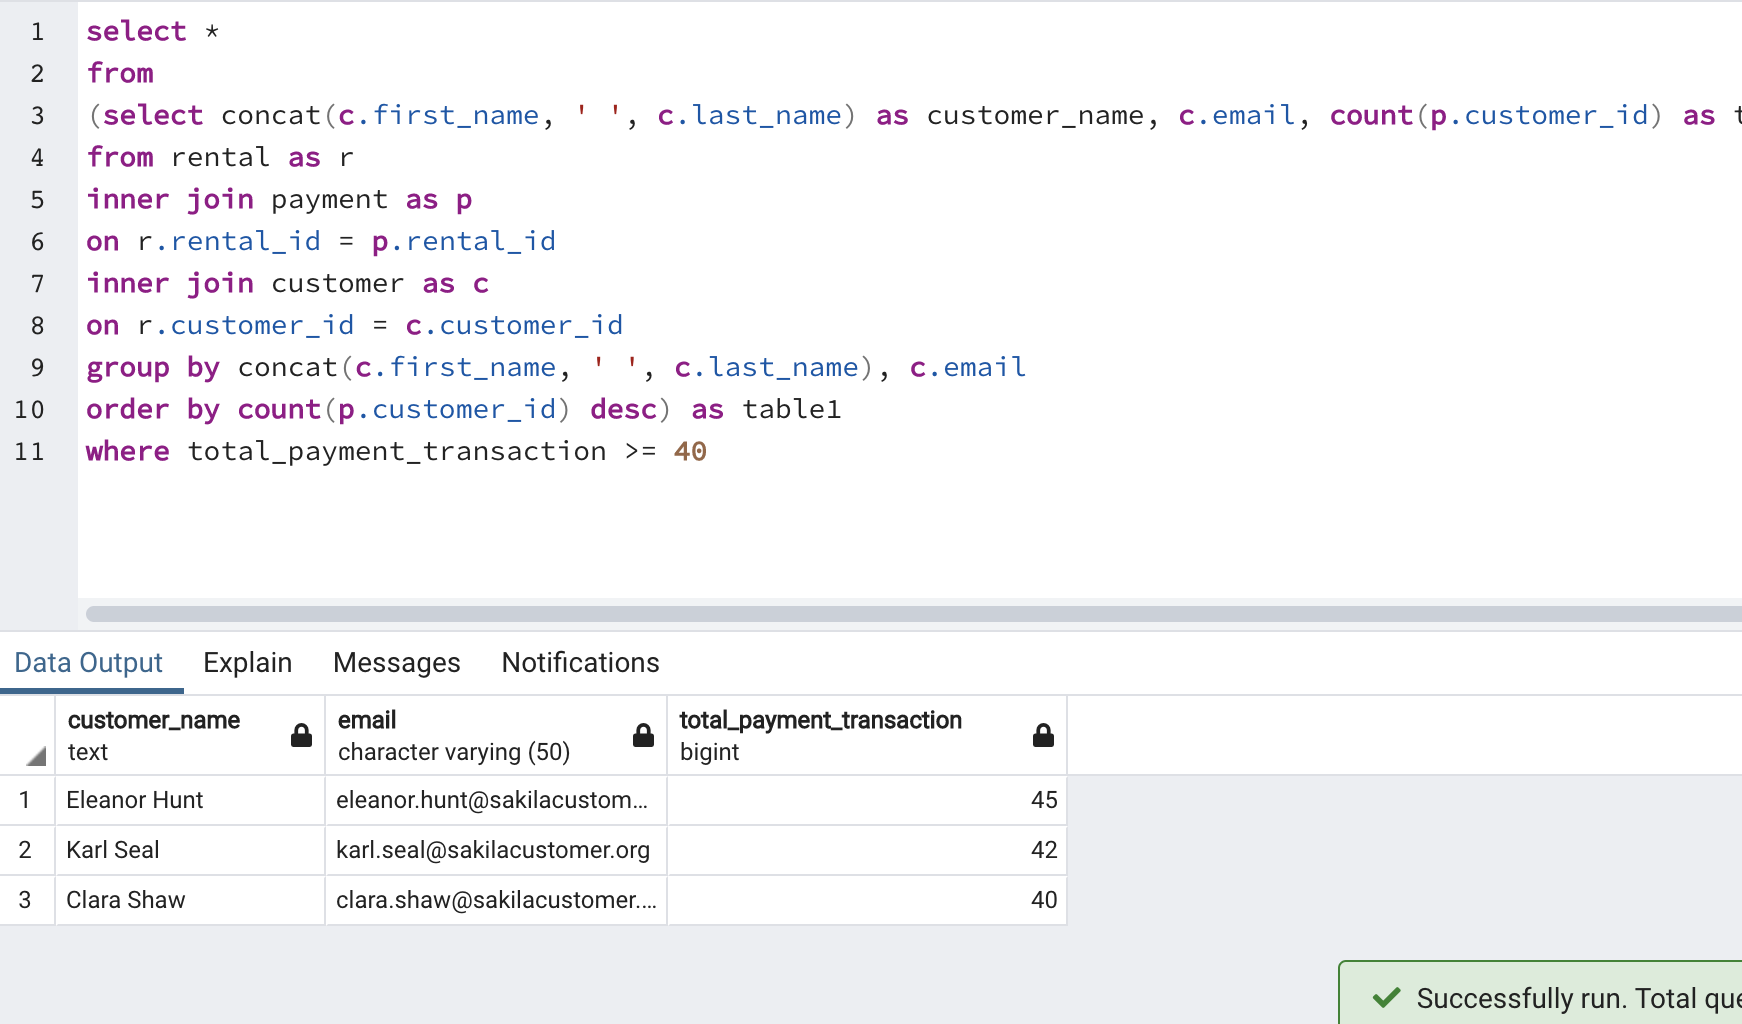 1 select *
2 from
3 (select concat(c.first_name, ' ', c.last_name) as customer_name, c.email, count(p.customer_id) as
4 from rental as r
5 inner join payment as p
6 on r.rental_id = p.rental_id
7 inner join customer as c
8 on r.customer_id = c.customer_id
9 group by concat(c.first_name, ' ', c.last_name), c.email
10 order by count(p.customer_id) desc) as table1
11 where total_payment_transaction >= 40
Data Output Explain Messages Notifications
customer_name email total_payment_transaction
text character varying (50) bigint
1 Eleanor Hunt eleanor.hunt@sakilacustom... 45
2 Karl Seal karl.seal@sakilacustomer.org 42
3 Clara Shaw clara.shaw@sakilacustomer.... 40
Successfully run. Total